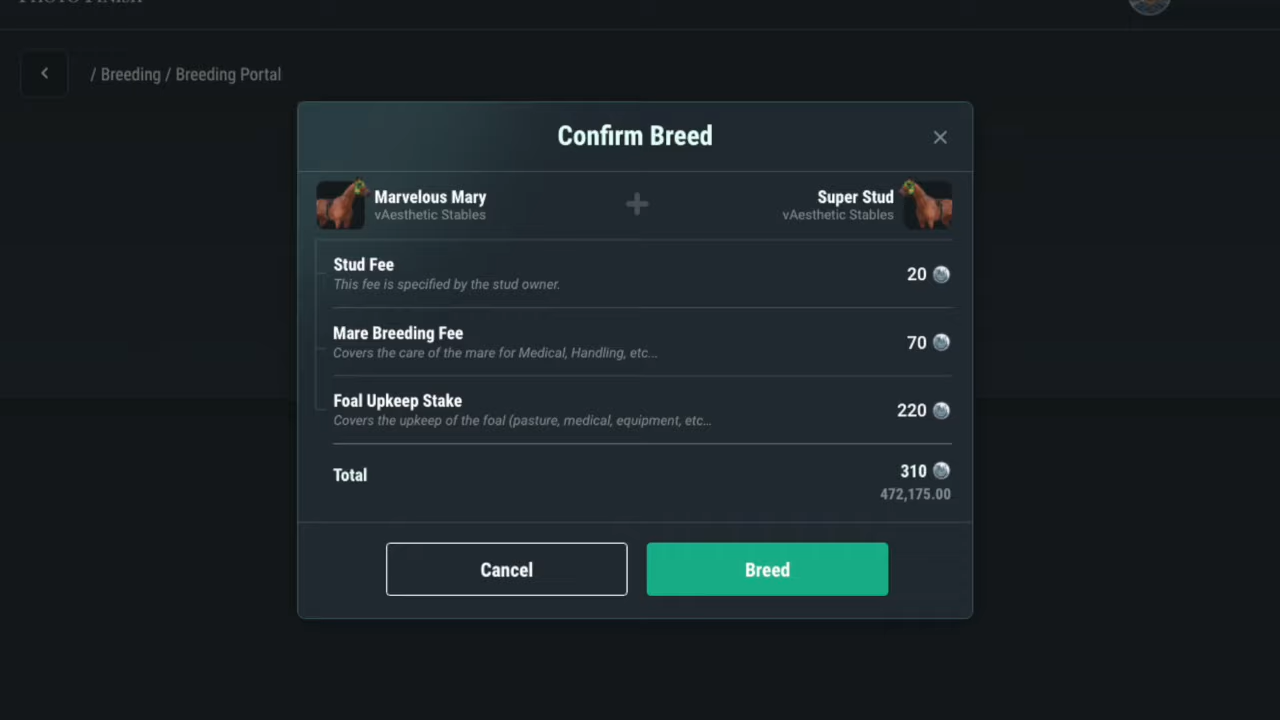 PHOTO FINISH
/ Breeding / Breeding Portal
Confirm Breed
Marvelous Mary
vAesthetic Stables
Super Stud
vAesthetic Stables
Stud Fee
This fee is specified by the stud owner.
20
Mare Breeding Fee
Covers the care of the mare for Medical, Handling, etc...
70
Foal Upkeep Stake
Covers the upkeep of the foal (pasture, medical, equipment, etc...
220
Total
310
472,175.00
Cancel
Breed